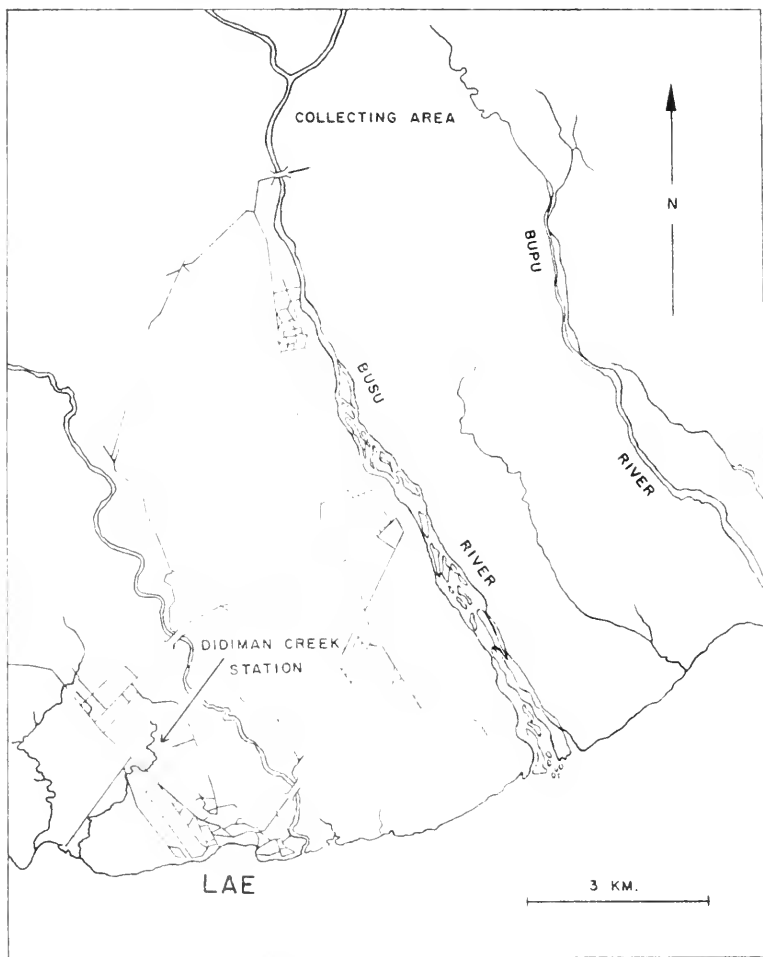 COLLECTING AREA
N
BUPU
RIVER
BUSU
RIVER
DIDIMAN CREEK
STATION
LAE
3 KM.